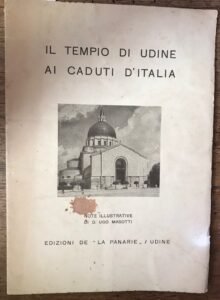 IL TEMPIO DI UDINE
AI CADUTI D'ITALIA
NOTE ILLUSTRATIVE
DI D. UGO MASOTTI
EDIZIONI DE "LA PANARIE„ / UDINE